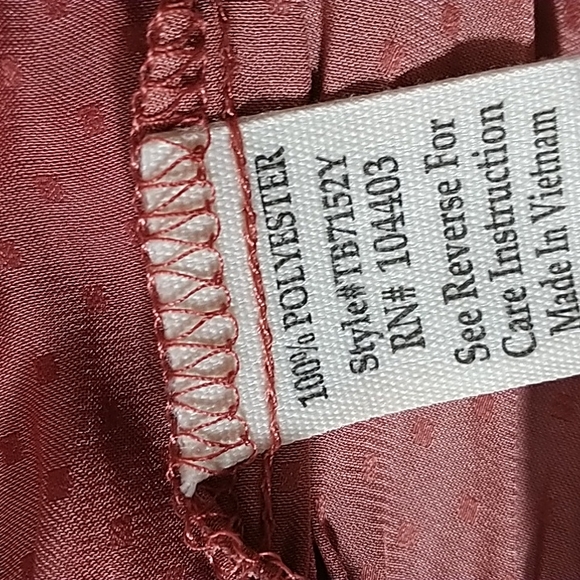 100% POLYESTER
Style#TB7152Y
RN# 104403
See Reverse For
Care Instruction
Made In Vietnam